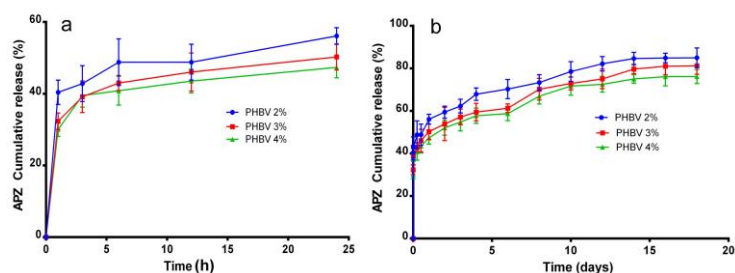 a
APZ Cumulative release (%)
60
40
20
0
PHBV 2%
PHBV 3%
PHBV 4%
0
5
10
15
20
25
Time (h)
b
APZ Cumulative release (%)
100
80
60
40
20
0
PHBV 2%
PHBV 3%
PHBV 4%
0
5
10
15
20
Time (days)